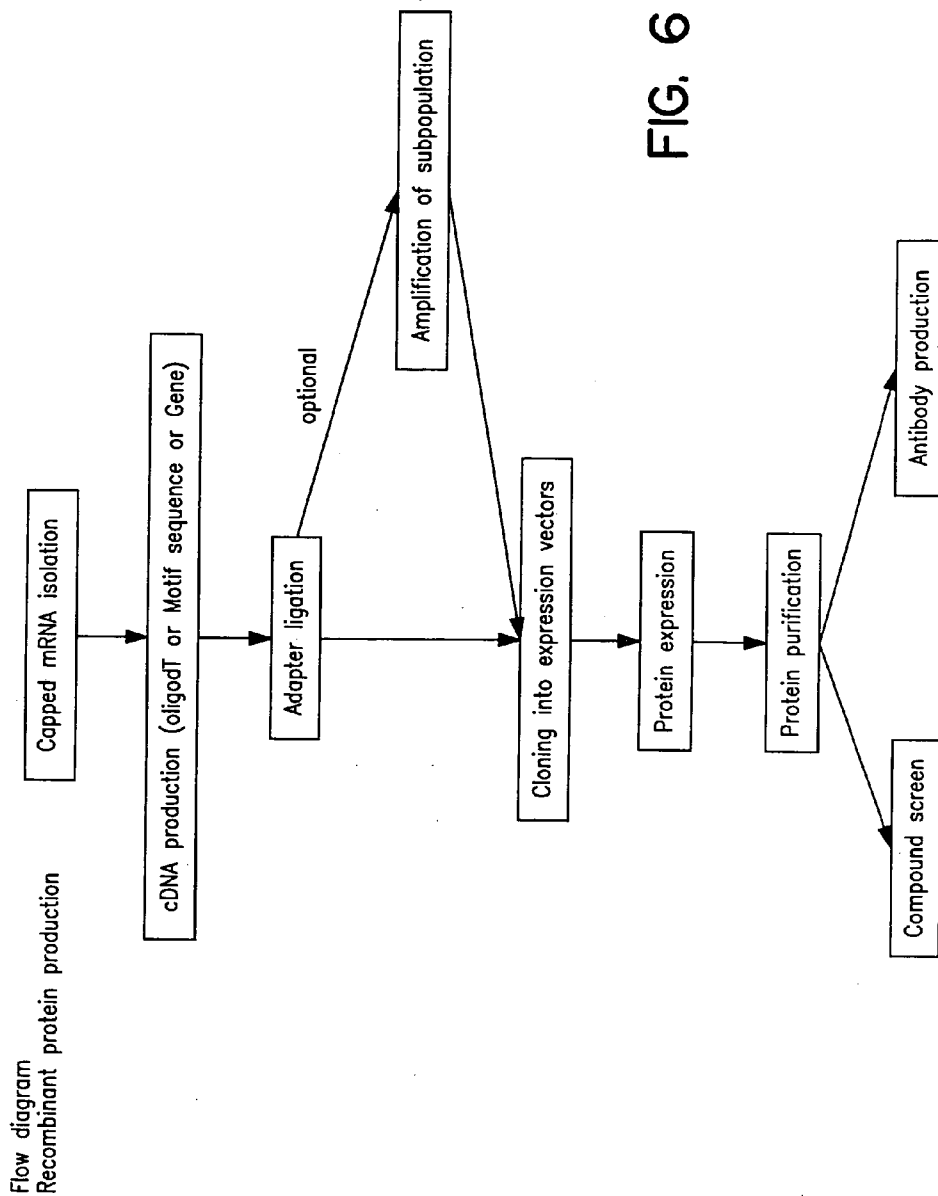 Flow diagram
Recombinant protein production
Capped mRNA isolation
cDNA production (oligodT or Motif sequence or Gene)
Adapter ligation
optional
Amplification of subpopulation
Cloning into expression vectors
Protein expression
Protein purification
Compound screen
Antibody production
FIG. 6